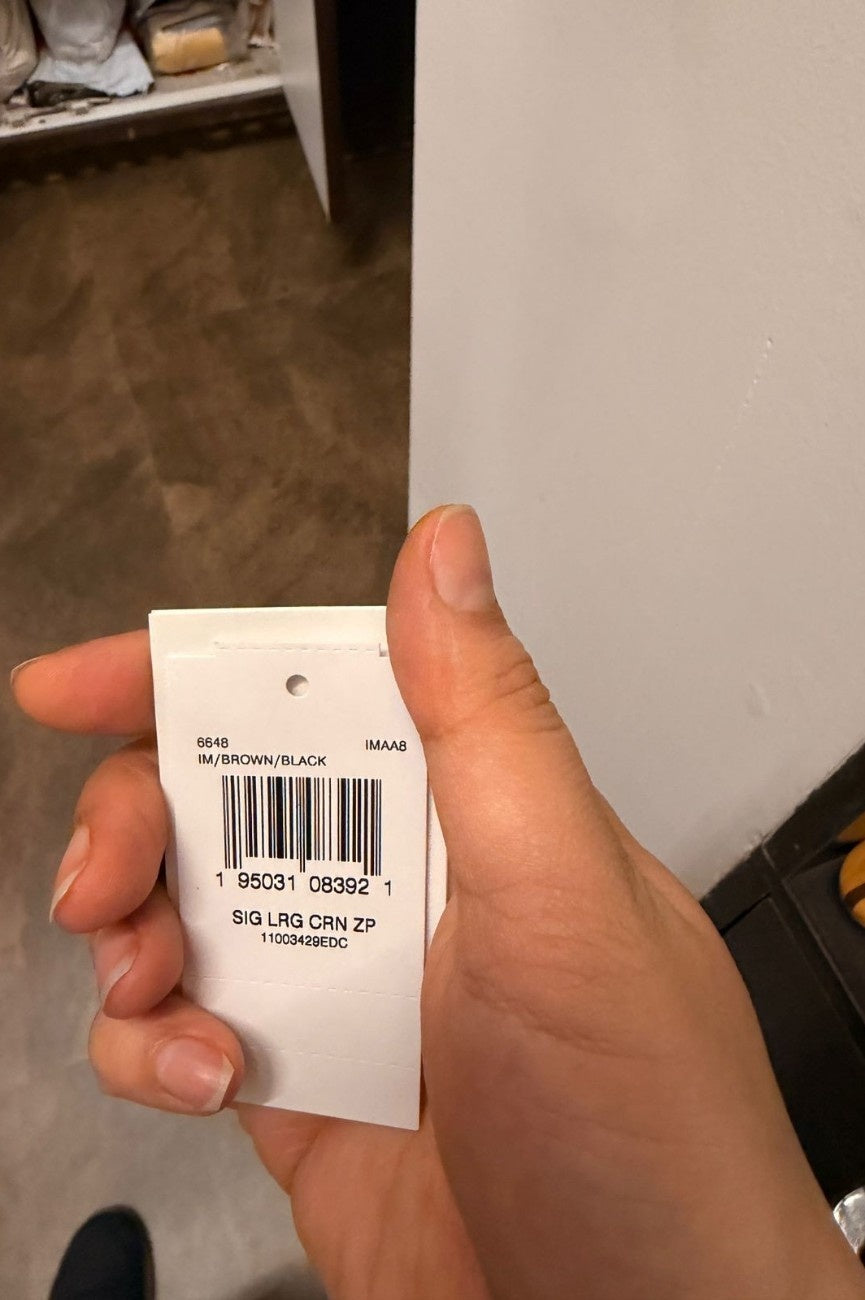 6648 IMAA8
IM/BROWN/BLACK
1 95031 08392 1
SIG LRG CRN ZP
11003429EDC